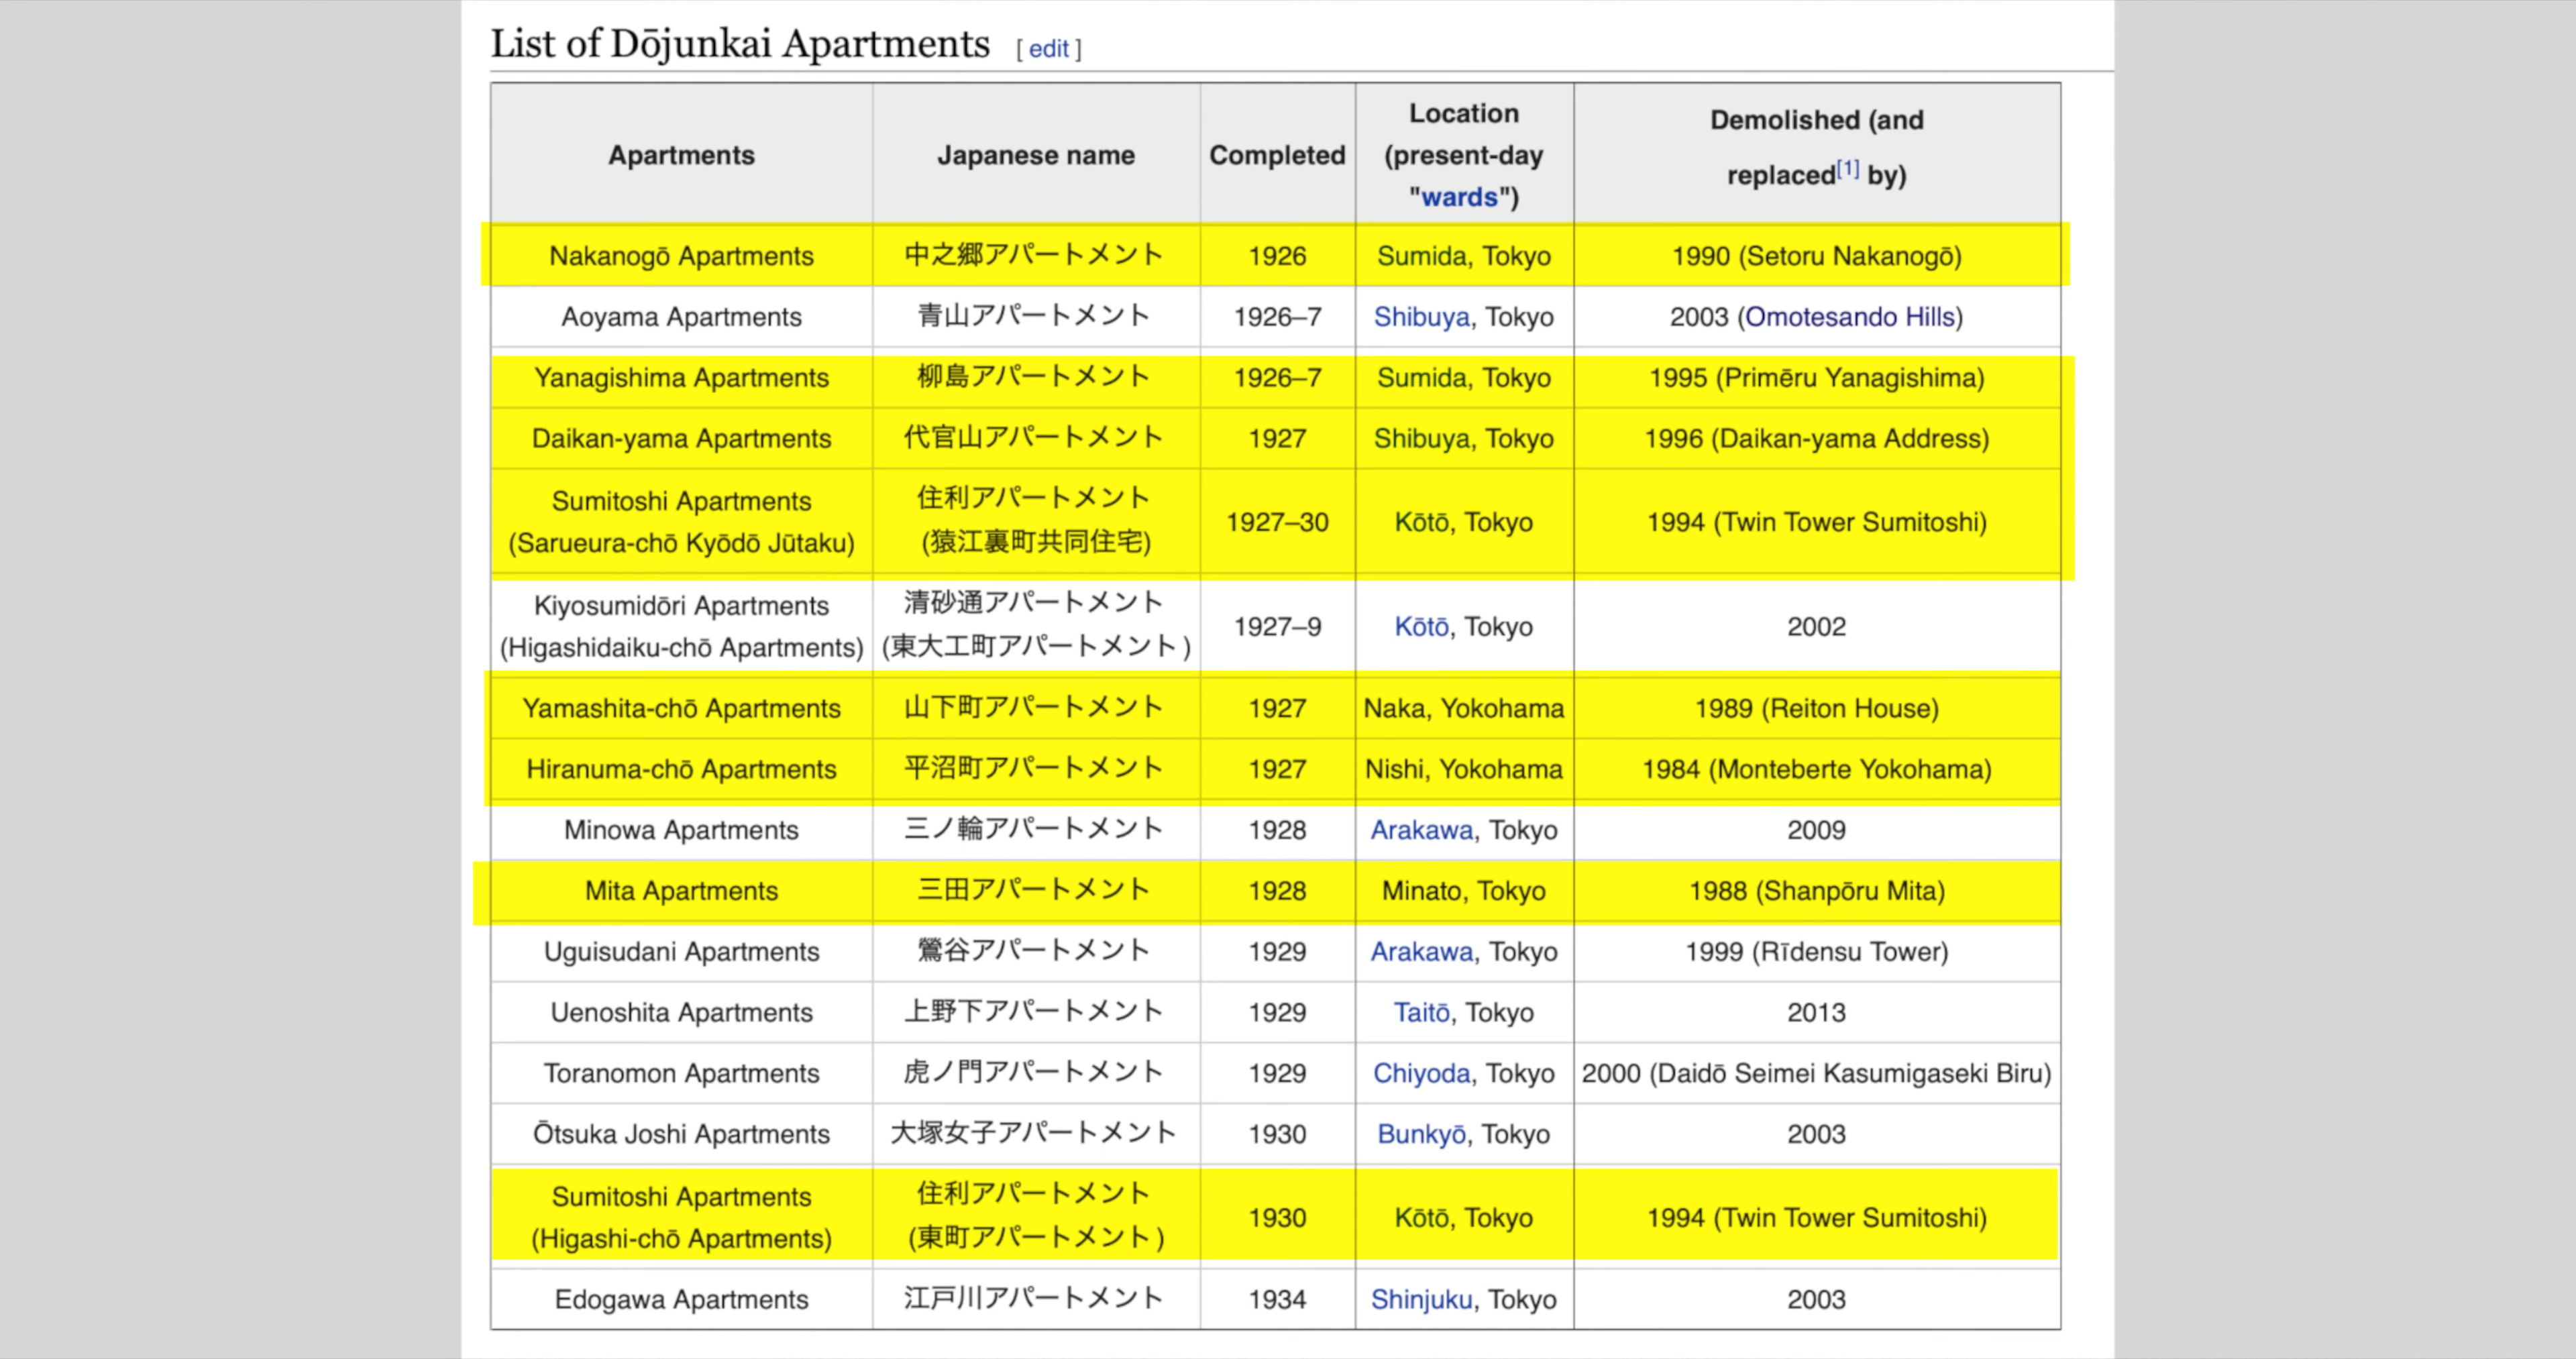 List of Dōjunkai Apartments [ edit ]
Apartments Japanese name Completed Location (present-day "wards") Demolished (and replaced[1] by)
Nakanogō Apartments 中之郷アパートメント 1926 Sumida, Tokyo 1990 (Setoru Nakanogō)
Aoyama Apartments 青山アパートメント 1926–7 Shibuya, Tokyo 2003 (Omotesando Hills)
Yanagishima Apartments 柳島アパートメント 1926–7 Sumida, Tokyo 1995 (Primēru Yanagishima)
Daikan-yama Apartments 代官山アパートメント 1927 Shibuya, Tokyo 1996 (Daikan-yama Address)
Sumitoshi Apartments (Sarueura-chō Kyōdō Jūtaku) 住利アパートメント (猿江裏町共同住宅) 1927–30 Kōtō, Tokyo 1994 (Twin Tower Sumitoshi)
Kiyosumidōri Apartments (Higashidaiku-chō Apartments) 清砂通アパートメント (東大工町アパートメント) 1927–9 Kōtō, Tokyo 2002
Yamashita-chō Apartments 山下町アパートメント 1927 Naka, Yokohama 1989 (Reiton House)
Hiranuma-chō Apartments 平沼町アパートメント 1927 Nishi, Yokohama 1984 (Monteberte Yokohama)
Minowa Apartments 三ノ輪アパートメント 1928 Arakawa, Tokyo 2009
Mita Apartments 三田アパートメント 1928 Minato, Tokyo 1988 (Shanpōru Mita)
Uguisudani Apartments 鶯谷アパートメント 1929 Arakawa, Tokyo 1999 (Rīdensu Tower)
Uenoshita Apartments 上野下アパートメント 1929 Taitō, Tokyo 2013
Toranomon Apartments 虎ノ門アパートメント 1929 Chiyoda, Tokyo 2000 (Daidō Seimei Kasumigaseki Biru)
Ōtsuka Joshi Apartments 大塚女子アパートメント 1930 Bunkyō, Tokyo 2003
Sumitoshi Apartments (Higashi-chō Apartments) 住利アパートメント (東町アパートメント) 1930 Kōtō, Tokyo 1994 (Twin Tower Sumitoshi)
Edogawa Apartments 江戸川アパートメント 1934 Shinjuku, Tokyo 2003